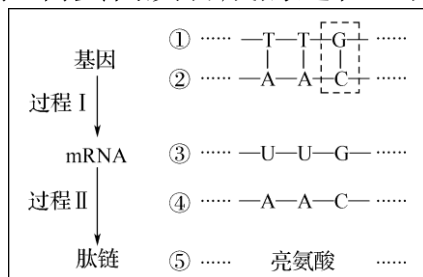 基因
过程Ⅰ
mRNA
过程Ⅱ
肽链
① ······ —T—T—G— ······
② ······ —A—A—C— ······
③ ······ —U—U—G— ······
④ ······ —A—A—C— ······
⑤ ······ 亮氨酸 ······